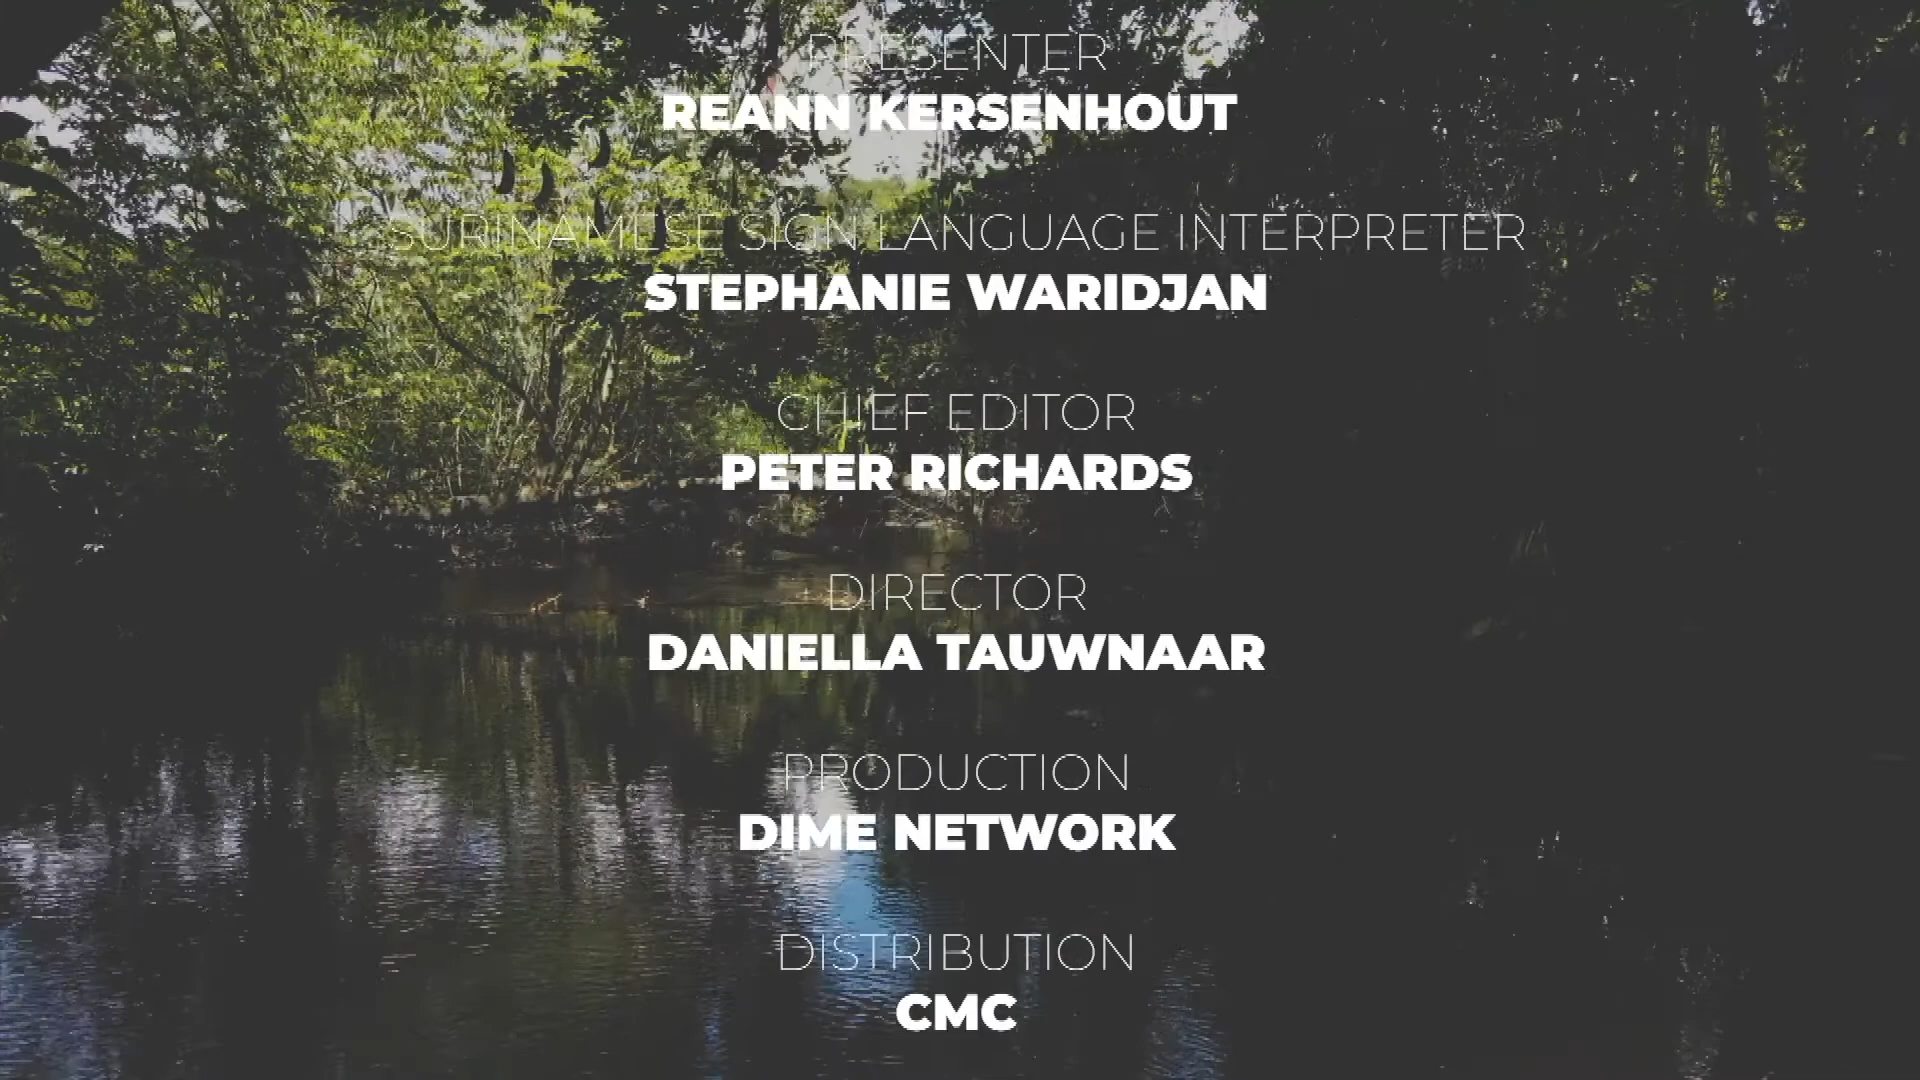 PRESENTER
REANN KERSENHOUT
SURINAMESE SIGN LANGUAGE INTERPRETER
STEPHANIE WARIDJAN
CHIEF EDITOR
PETER RICHARDS
DIRECTOR
DANIELLA TAUWNAAR
PRODUCTION
DIME NETWORK
DISTRIBUTION
CMC